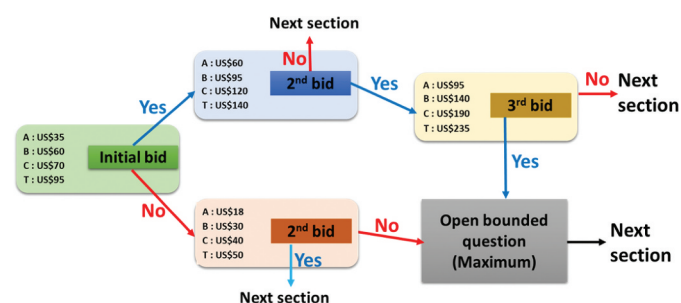 Next section
A : US$60
B : US$95
C : US$120
T : US$140
No
2nd bid
Yes
A : US$95
B : US$140
C : US$190
T : US$235
3rd bid
No
Next
section
Yes
A : US$35
B : US$60
C : US$70
T : US$95
Initial bid
Yes
No
A : US$18
B : US$30
C : US$40
T : US$50
2nd bid
No
Yes
Next section
Open bounded
question
(Maximum)
Next
section